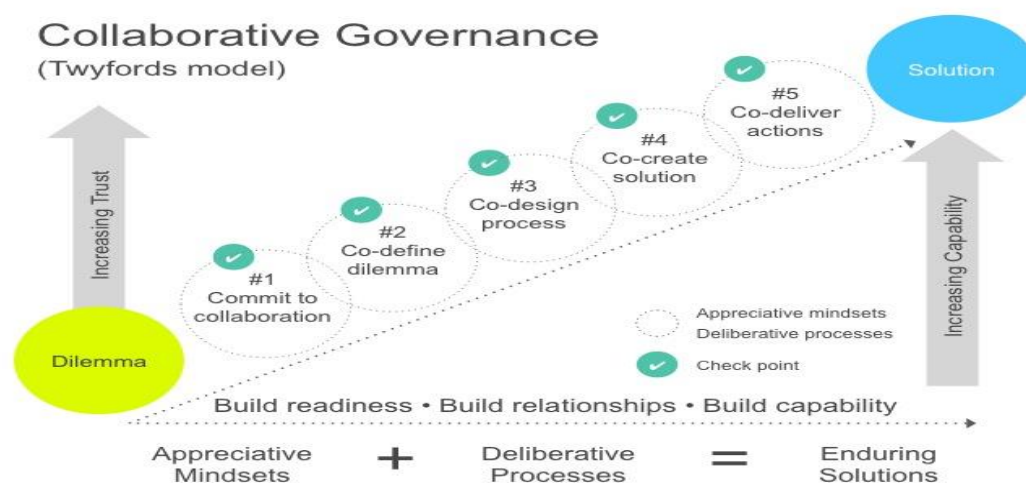 Collaborative Governance
(Twyfords model)
Solution
#5
Co-deliver
actions
#4
Co-create
solution
#3
Co-design
process
#2
Co-define
dilemma
#1
Commit to
collaboration
Increasing Trust
Increasing Capability
Dilemma
Appreciative mindsets
Deliberative processes
Check point
Build readiness • Build relationships • Build capability
Appreciative
Mindsets
+
Deliberative
Processes
=
Enduring
Solutions